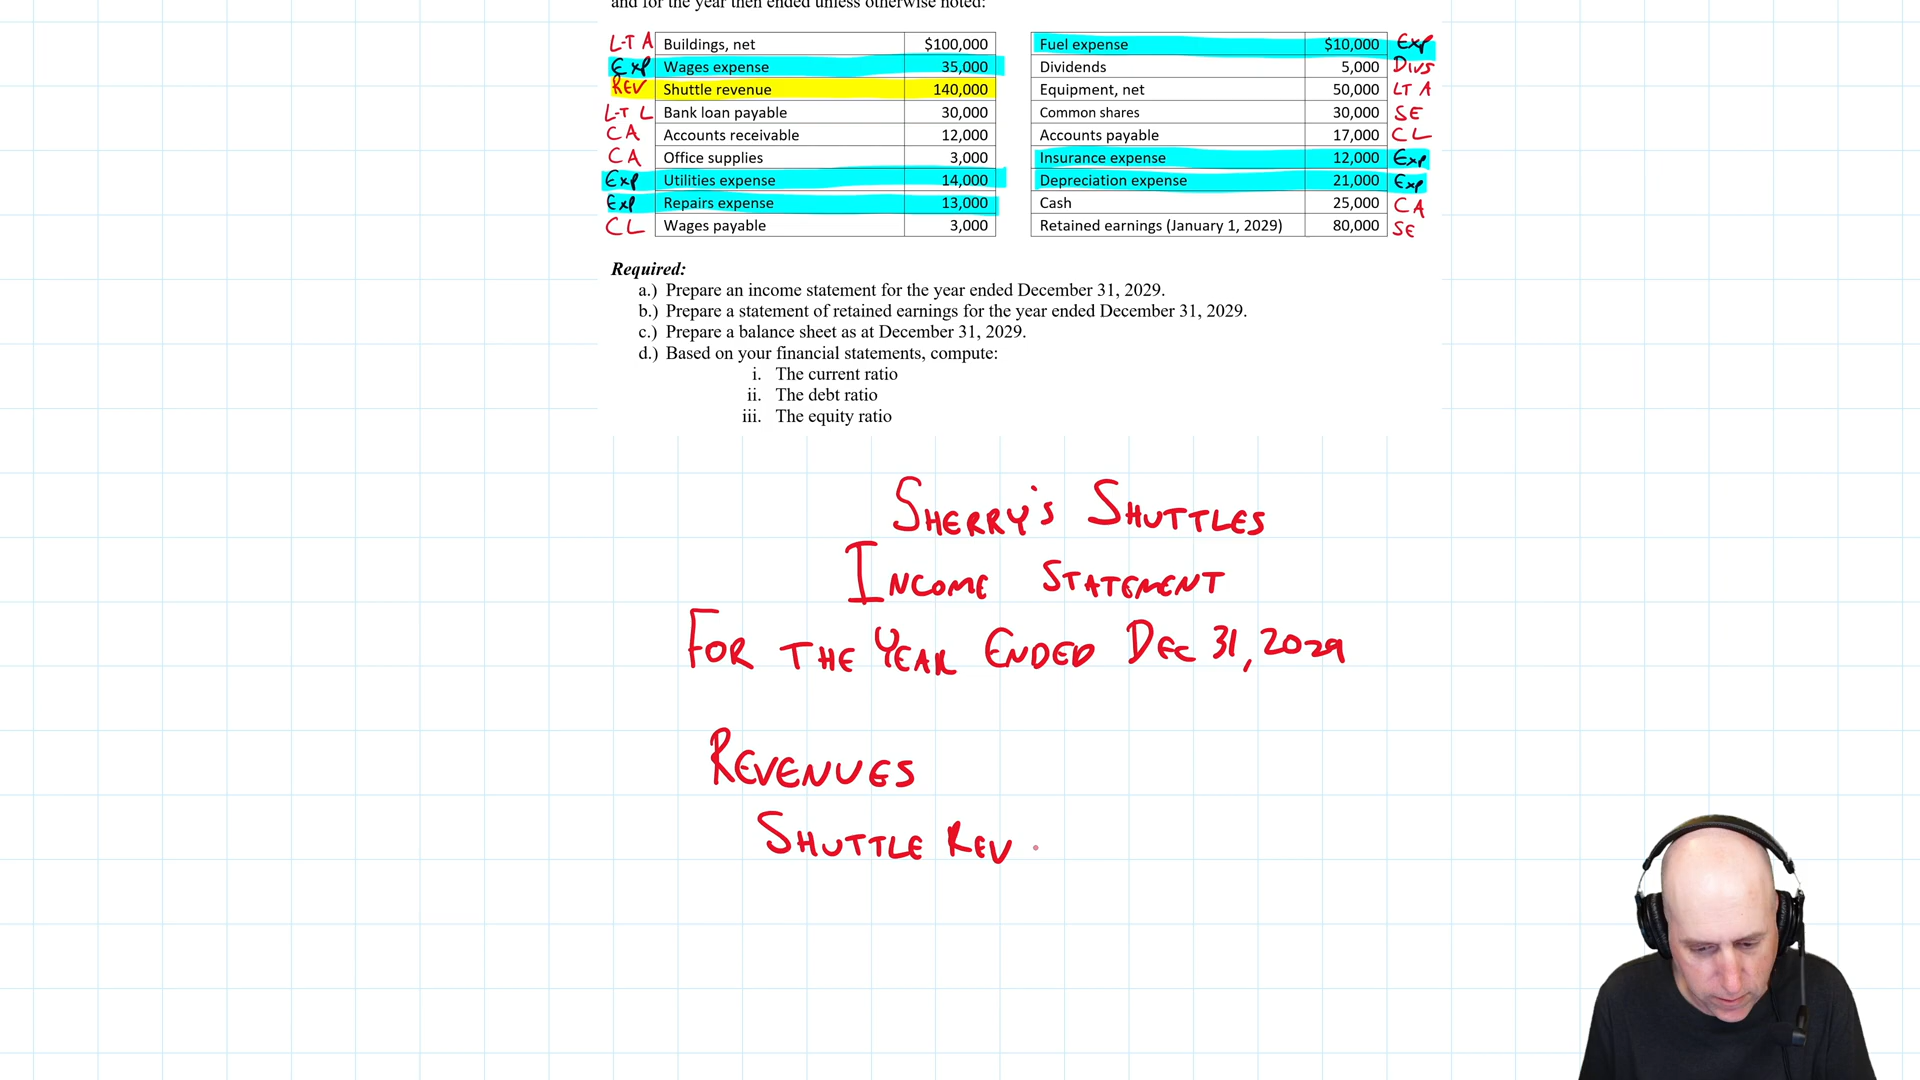 and for the year then ended unless otherwise noted:
L-T A Buildings, net $100,000
Exp Wages expense 35,000
REV Shuttle revenue 140,000
L-T L Bank loan payable 30,000
CA Accounts receivable 12,000
CA Office supplies 3,000
Exp Utilities expense 14,000
Exp Repairs expense 13,000
CL Wages payable 3,000
Fuel expense $10,000 Exp
Dividends 5,000 DIVS
Equipment, net 50,000 LT A
Common shares 30,000 SE
Accounts payable 17,000 CL
Insurance expense 12,000 Exp
Depreciation expense 21,000 Exp
Cash 25,000 CA
Retained earnings (January 1, 2029) 80,000 SE
Required:
a.) Prepare an income statement for the year ended December 31, 2029.
b.) Prepare a statement of retained earnings for the year ended December 31, 2029.
c.) Prepare a balance sheet as at December 31, 2029.
d.) Based on your financial statements, compute:
i. The current ratio
ii. The debt ratio
iii. The equity ratio
SHERRY'S SHUTTLES
INCOME STATEMENT
FOR THE YEAR ENDED DEC 31, 2029
REVENUES
SHUTTLE REV